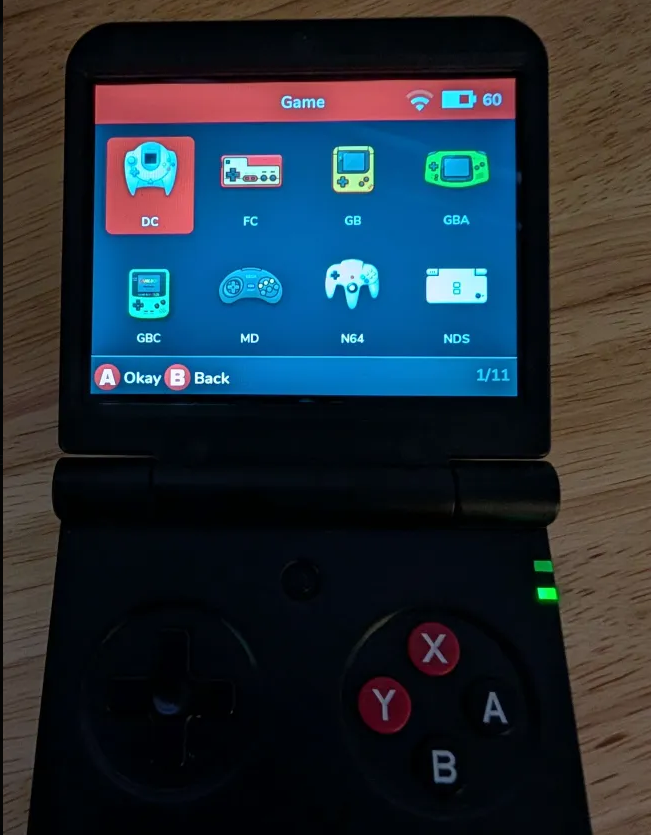 Game 60
DC FC GB GBA
GBC MD N64 NDS
A Okay B Back 1/11
X
Y A
B